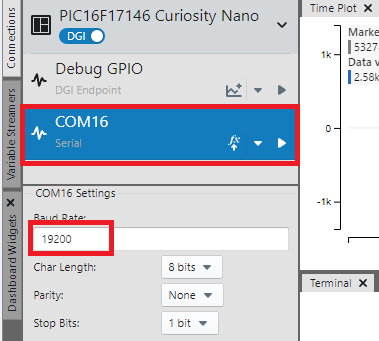 Connections
Variable Streamers
Dashboard Widgets
PIC16F17146 Curiosity Nano
DGI
Debug GPIO
DGI Endpoint
COM16
Serial
fx
COM16 Settings
Baud Rate:
19200
Char Length:
8 bits
Parity:
None
Stop Bits:
1 bit
Time Plot
Marke
5327
Data v
2.58k
1k
0
-1k
Terminal